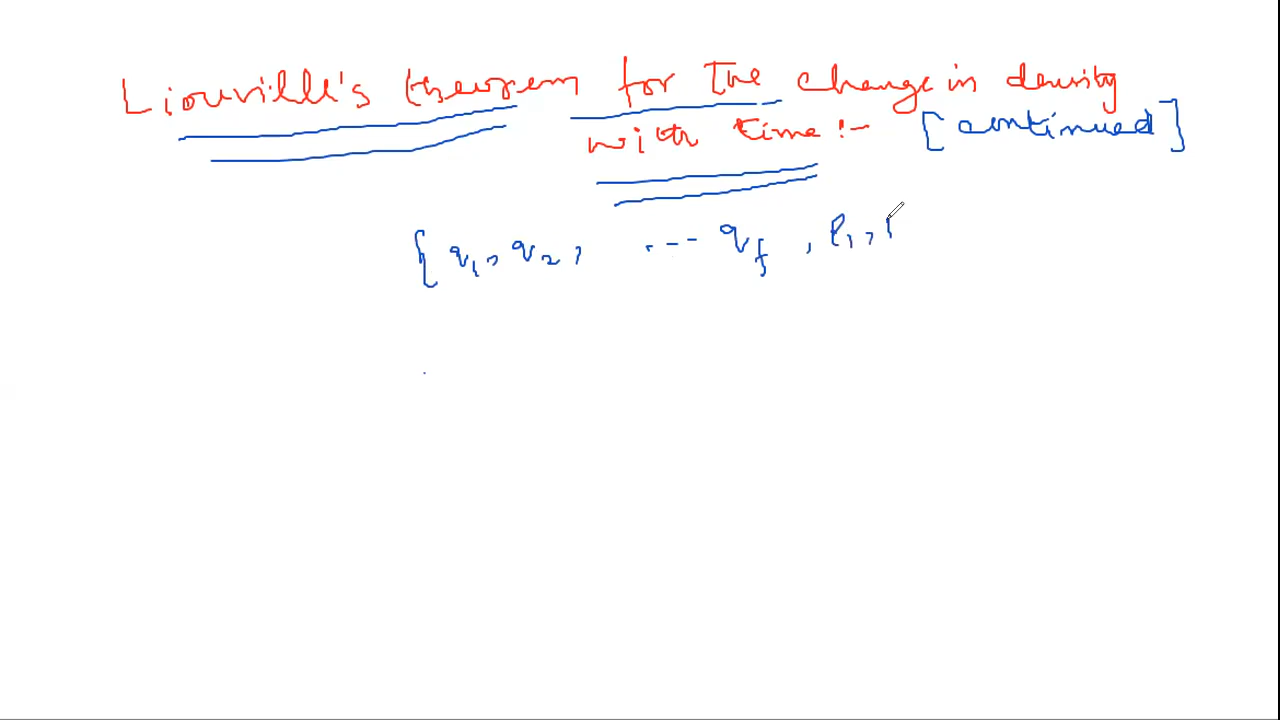 Liouville's theorem for the change in density
with time :- [continued]
{ q₁, q₂, ... q_f , p₁, p